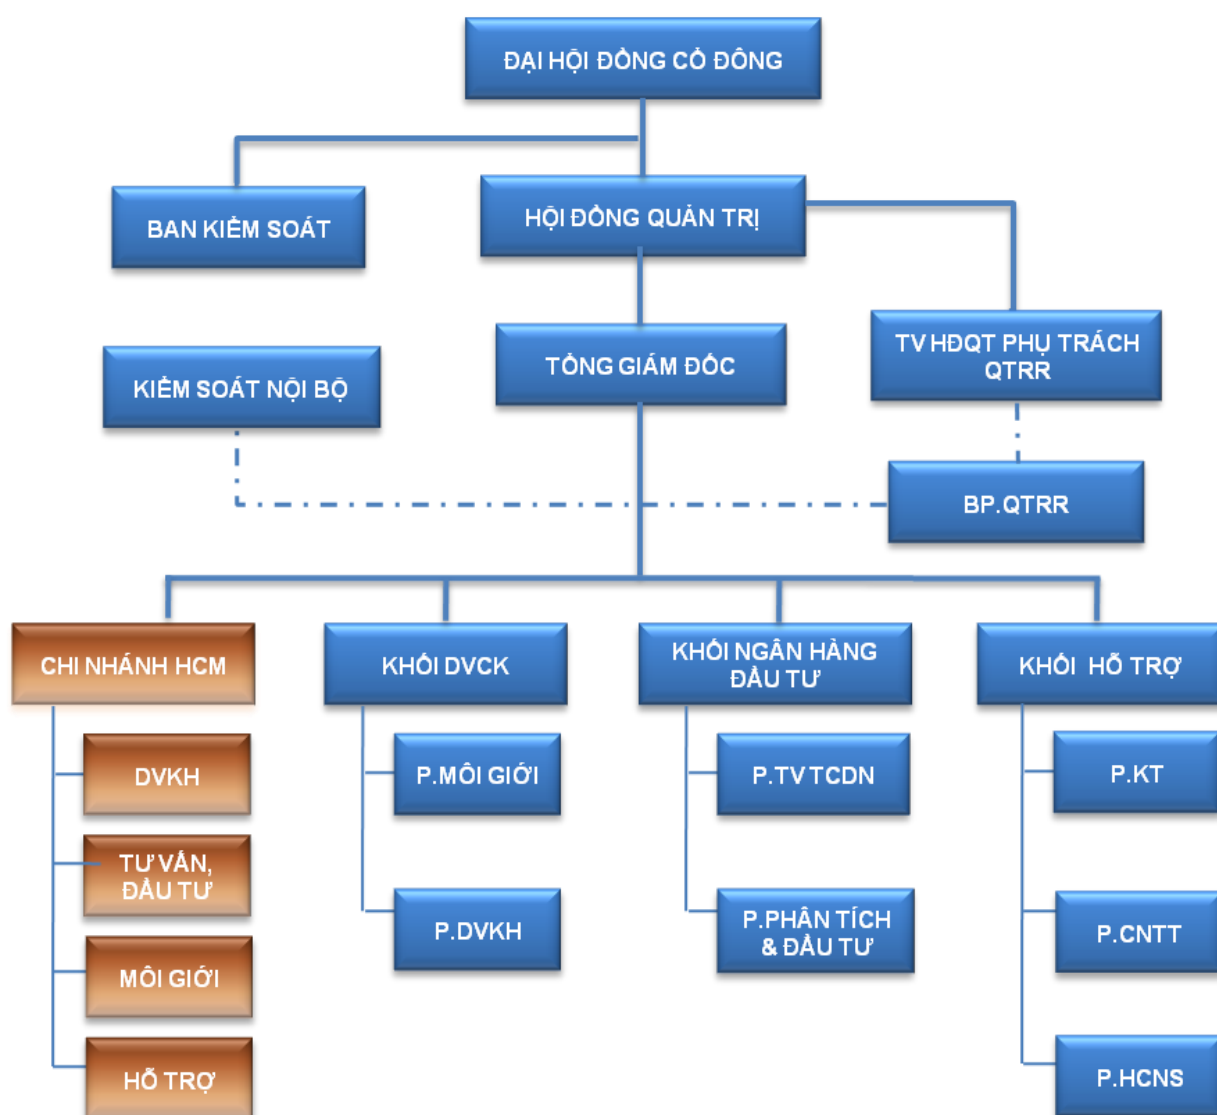 ĐẠI HỘI ĐỒNG CỔ ĐÔNG
BAN KIỂM SOÁT
HỘI ĐỒNG QUẢN TRỊ
KIỂM SOÁT NỘI BỘ
TỔNG GIÁM ĐỐC
TV HĐQT PHỤ TRÁCH
QTRR
BP.QTRR
CHI NHÁNH HCM
DVKH
TƯ VẤN,
ĐẦU TƯ
MÔI GIỚI
HỖ TRỢ
KHỐI DVCK
P.MÔI GIỚI
P.DVKH
KHỐI NGÂN HÀNG
ĐẦU TƯ
P.TV TCDN
P.PHÂN TÍCH
& ĐẦU TƯ
KHỐI HỖ TRỢ
P.KT
P.CNTT
P.HCNS